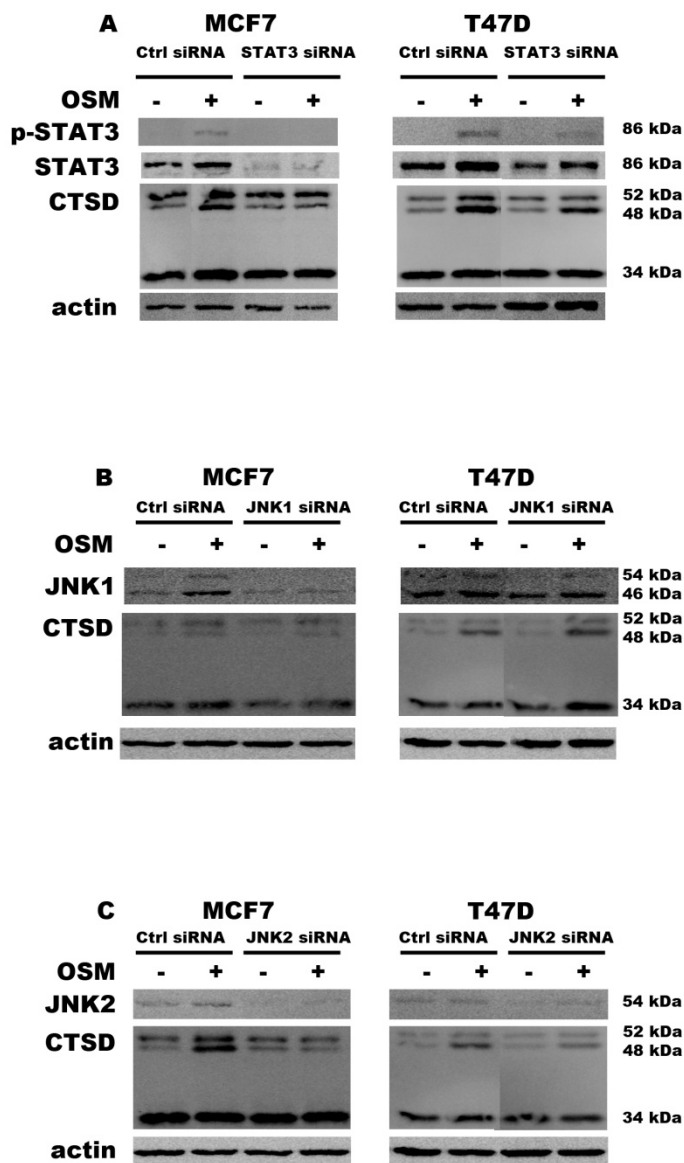 A MCF7 T47D
Ctrl siRNA STAT3 siRNA Ctrl siRNA STAT3 siRNA
OSM - + - + - + - +
p-STAT3 86 kDa
STAT3 86 kDa
CTSD 52 kDa
48 kDa
34 kDa
actin
B MCF7 T47D
Ctrl siRNA JNK1 siRNA Ctrl siRNA JNK1 siRNA
OSM - + - + - + - +
JNK1 54 kDa
46 kDa
CTSD 52 kDa
48 kDa
34 kDa
actin
C MCF7 T47D
Ctrl siRNA JNK2 siRNA Ctrl siRNA JNK2 siRNA
OSM - + - + - + - +
JNK2 54 kDa
CTSD 52 kDa
48 kDa
34 kDa
actin